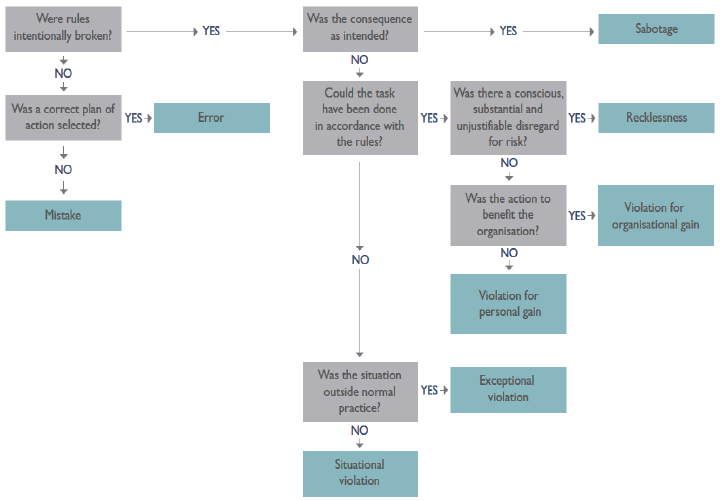 Were rules
intentionally broken?
YES
Was the consequence
as intended?
YES
Sabotage
NO
NO
Was a correct plan of
action selected?
YES
Error
Could the task
have been done
in accordance with
the rules?
YES
Was there a conscious,
substantial and
unjustifiable disregard
for risk?
YES
Recklessness
NO
NO
Mistake
Was the action to
benefit the
organisation?
YES
Violation for
organisational gain
NO
NO
Violation for
personal gain
Was the situation
outside normal
practice?
YES
Exceptional
violation
NO
Situational
violation